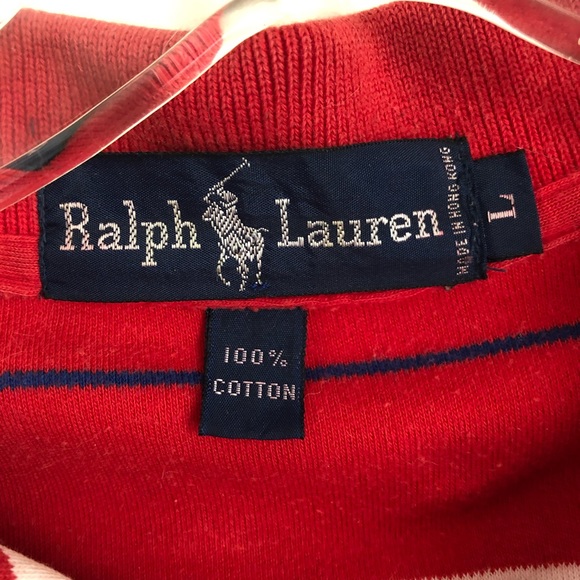 Ralph Lauren
MADE IN HONG KONG
L
100%
COTTON